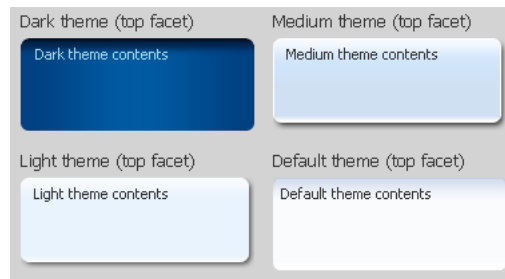 Dark theme (top facet)
Dark theme contents
Medium theme (top facet)
Medium theme contents
Light theme (top facet)
Light theme contents
Default theme (top facet)
Default theme contents